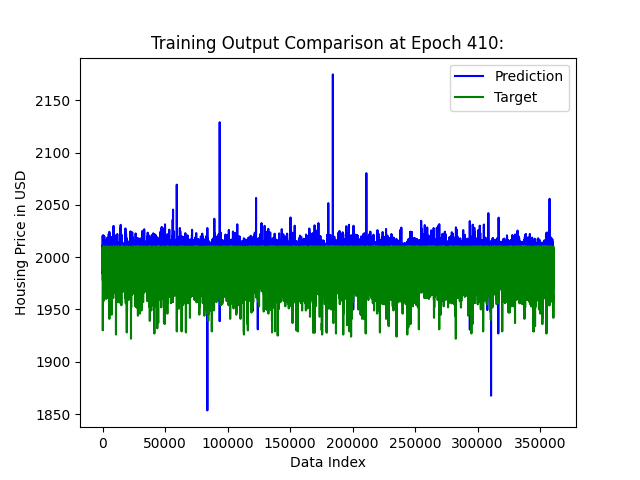 Training Output Comparison at Epoch 410:
Prediction
Target
2150
2100
2050
2000
1950
1900
1850
Housing Price in USD
0 50000 100000 150000 200000 250000 300000 350000
Data Index